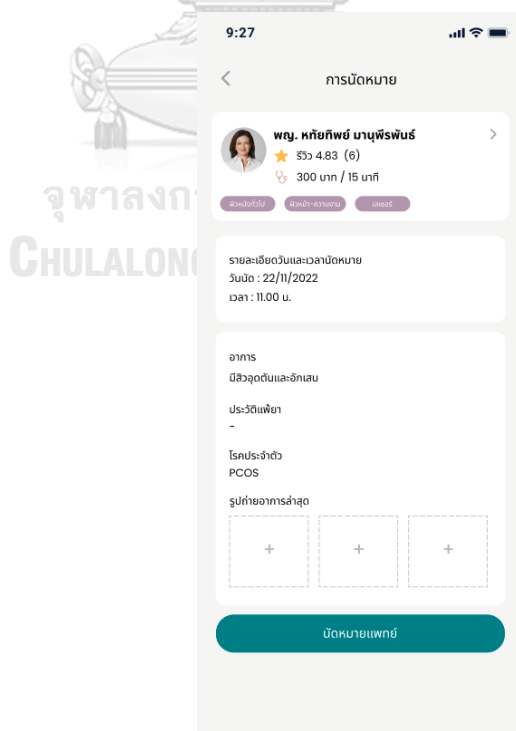 9:27
การนัดหมาย
พญ. หทัยทิพย์ มานุพีรพันธ์
รีวิว 4.83 (6)
300 บาท / 15 นาที
ผิวหนังทั่วไป ผิวหน้า-ความงาม เลเซอร์
จุฬาลงกร
CHULALONG
รายละเอียดวันและเวลานัดหมาย
วันนัด : 22/11/2022
เวลา : 11.00 น.
อาการ
มีสิวอุดตันและอักเสบ
ประวัติแพ้ยา
-
โรคประจำตัว
PCOS
รูปถ่ายอาการล่าสุด
+ + +
นัดหมายแพทย์